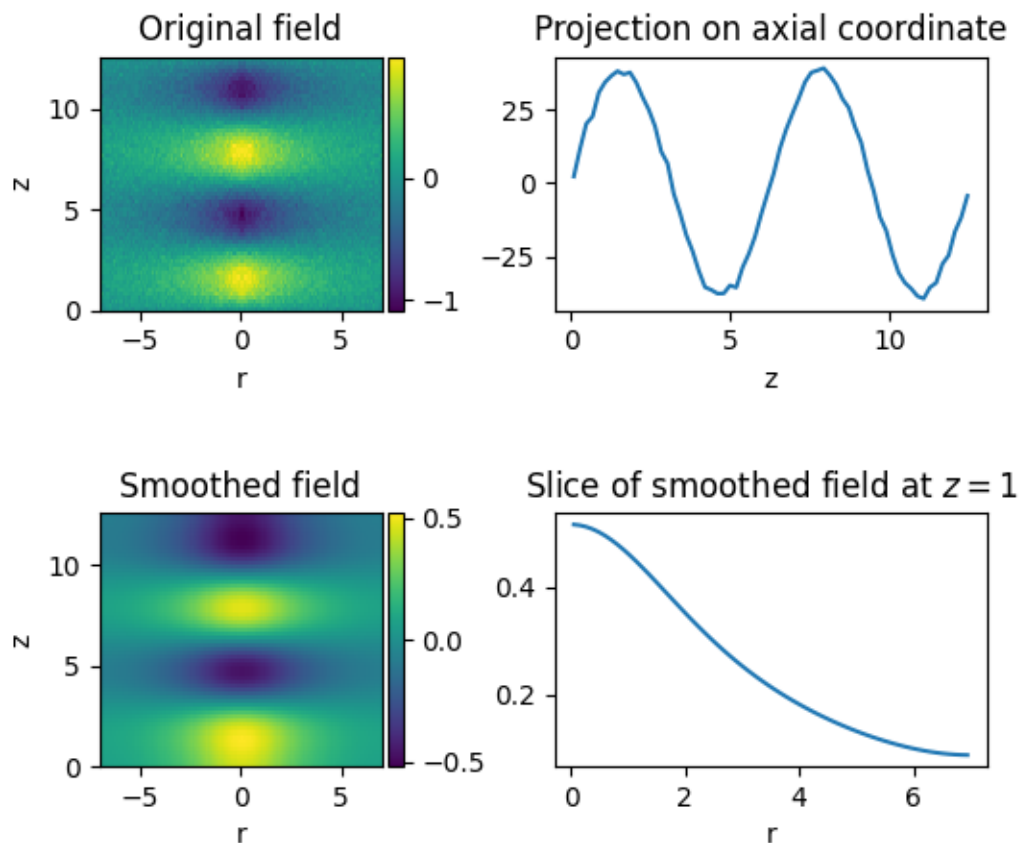 Original field
10
5
0
z
−5
0
5
r
0
−1
Projection on axial coordinate
25
0
−25
0
5
10
z
Smoothed field
10
5
0
z
−5
0
5
r
0.5
0.0
−0.5
Slice of smoothed field at z = 1
0.4
0.2
0
2
4
6
r